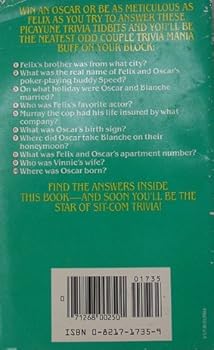 WIN AN OSCAR OR BE AS METICULOUS AS
FELIX AS YOU TRY TO ANSWER THESE
PICAYUNE TRIVIA TIDBITS AND YOU'LL BE
THE NEATEST ODD COUPLE TRIVIA MANIA
BUFF ON YOUR BLOCK:
Felix's brother was from what city?
What was the real name of Felix and Oscar's
poker-playing buddy Speed?
On what holiday were Oscar and Blanche
married?
Who was Felix's favorite actor?
Murray the cop had his life insured by what
company?
What was Oscar's birth sign?
Where did Oscar take Blanche on their
honeymoon?
What was Felix and Oscar's apartment number?
Who was Vinnie's wife?
Where was Oscar born?
FIND THE ANSWERS INSIDE
THIS BOOK—AND SOON YOU'LL BE THE
STAR OF SIT-COM TRIVIA!
01735
0
71268 00250
ISBN 0-8217-1735-9